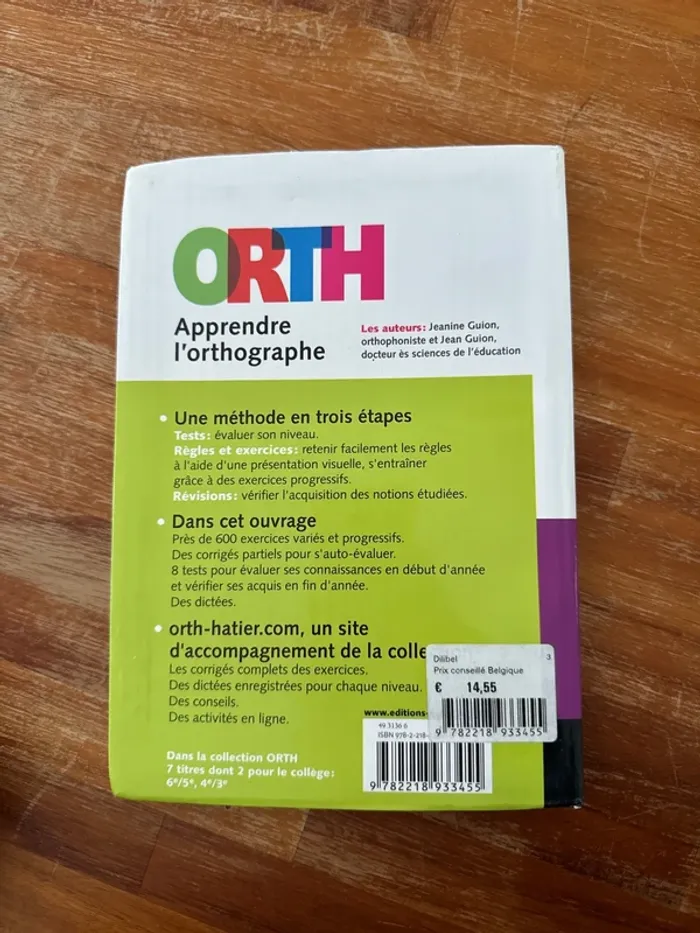 ORTH
Apprendre
l'orthographe
Les auteurs: Jeanine Guion,
orthophoniste et Jean Guion,
docteur ès sciences de l'éducation
• Une méthode en trois étapes
Tests: évaluer son niveau.
Règles et exercices: retenir facilement les règles
à l'aide d'une présentation visuelle, s'entraîner
grâce à des exercices progressifs.
Révisions: vérifier l'acquisition des notions étudiées.
• Dans cet ouvrage
Près de 600 exercices variés et progressifs.
Des corrigés partiels pour s'auto-évaluer.
8 tests pour évaluer ses connaissances en début d'année
et vérifier ses acquis en fin d'année.
Des dictées.
• orth-hatier.com, un site
d'accompagnement de la colle
Les corrigés complets des exercices.
Des dictées enregistrées pour chaque niveau.
Des conseils.
Des activités en ligne.
Dilibel 3
Prix conseillé Belgique
€ 14,55
9 782218 933455
www.editions-
49 3136 6
ISBN 978-2-218-
9 782218 933455
Dans la collection ORTH
7 titres dont 2 pour le collège:
6e/5e, 4e/3e